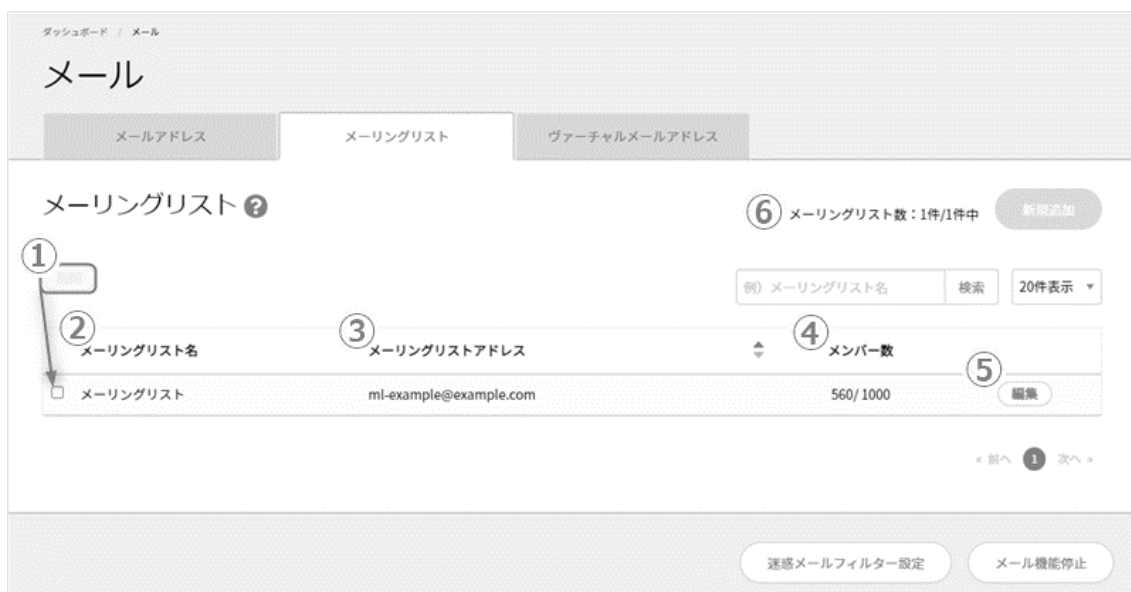 ダッシュボード / メール
メール
メールアドレス メーリングリスト ヴァーチャルメールアドレス
メーリングリスト ?
⑥ メーリングリスト数：1件/1件中 新規追加
①
削除
例）メーリングリスト名 検索 20件表示
② ③ ④
メーリングリスト名 メーリングリストアドレス メンバー数
⑤
メーリングリスト ml-example@example.com 560/ 1000 編集
« 前へ 1 次へ »
迷惑メールフィルター設定 メール機能停止